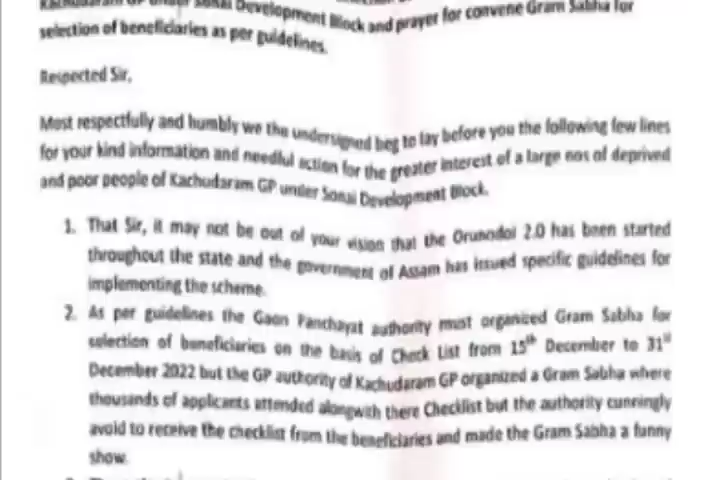 Kachudaram GP under Sonai Development Block and prayer for convene Gram Sabha for
selection of beneficiaries as per guidelines.
Respected Sir,
Most respectfully and humbly we the undersigned beg to lay before you the following few lines
for your kind information and needful action for the greater interest of a large nos of deprived
and poor people of Kachudaram GP under Sonai Development Block.
1. That Sir, it may not be out of your vision that the Orunodoi 2.0 has been started
throughout the state and the government of Assam has issued specific guidelines for
implementing the scheme.
2. As per guidelines the Gaon Panchayat authority must organized Gram Sabha for
selection of beneficiaries on the basis of Check List from 15th December to 31st
December 2022 but the GP authority of Kachudaram GP organized a Gram Sabha where
thousands of applicants attended alongwith there Checklist but the authority cunningly
avoid to receive the checklist from the beneficiaries and made the Gram Sabha a funny
show.